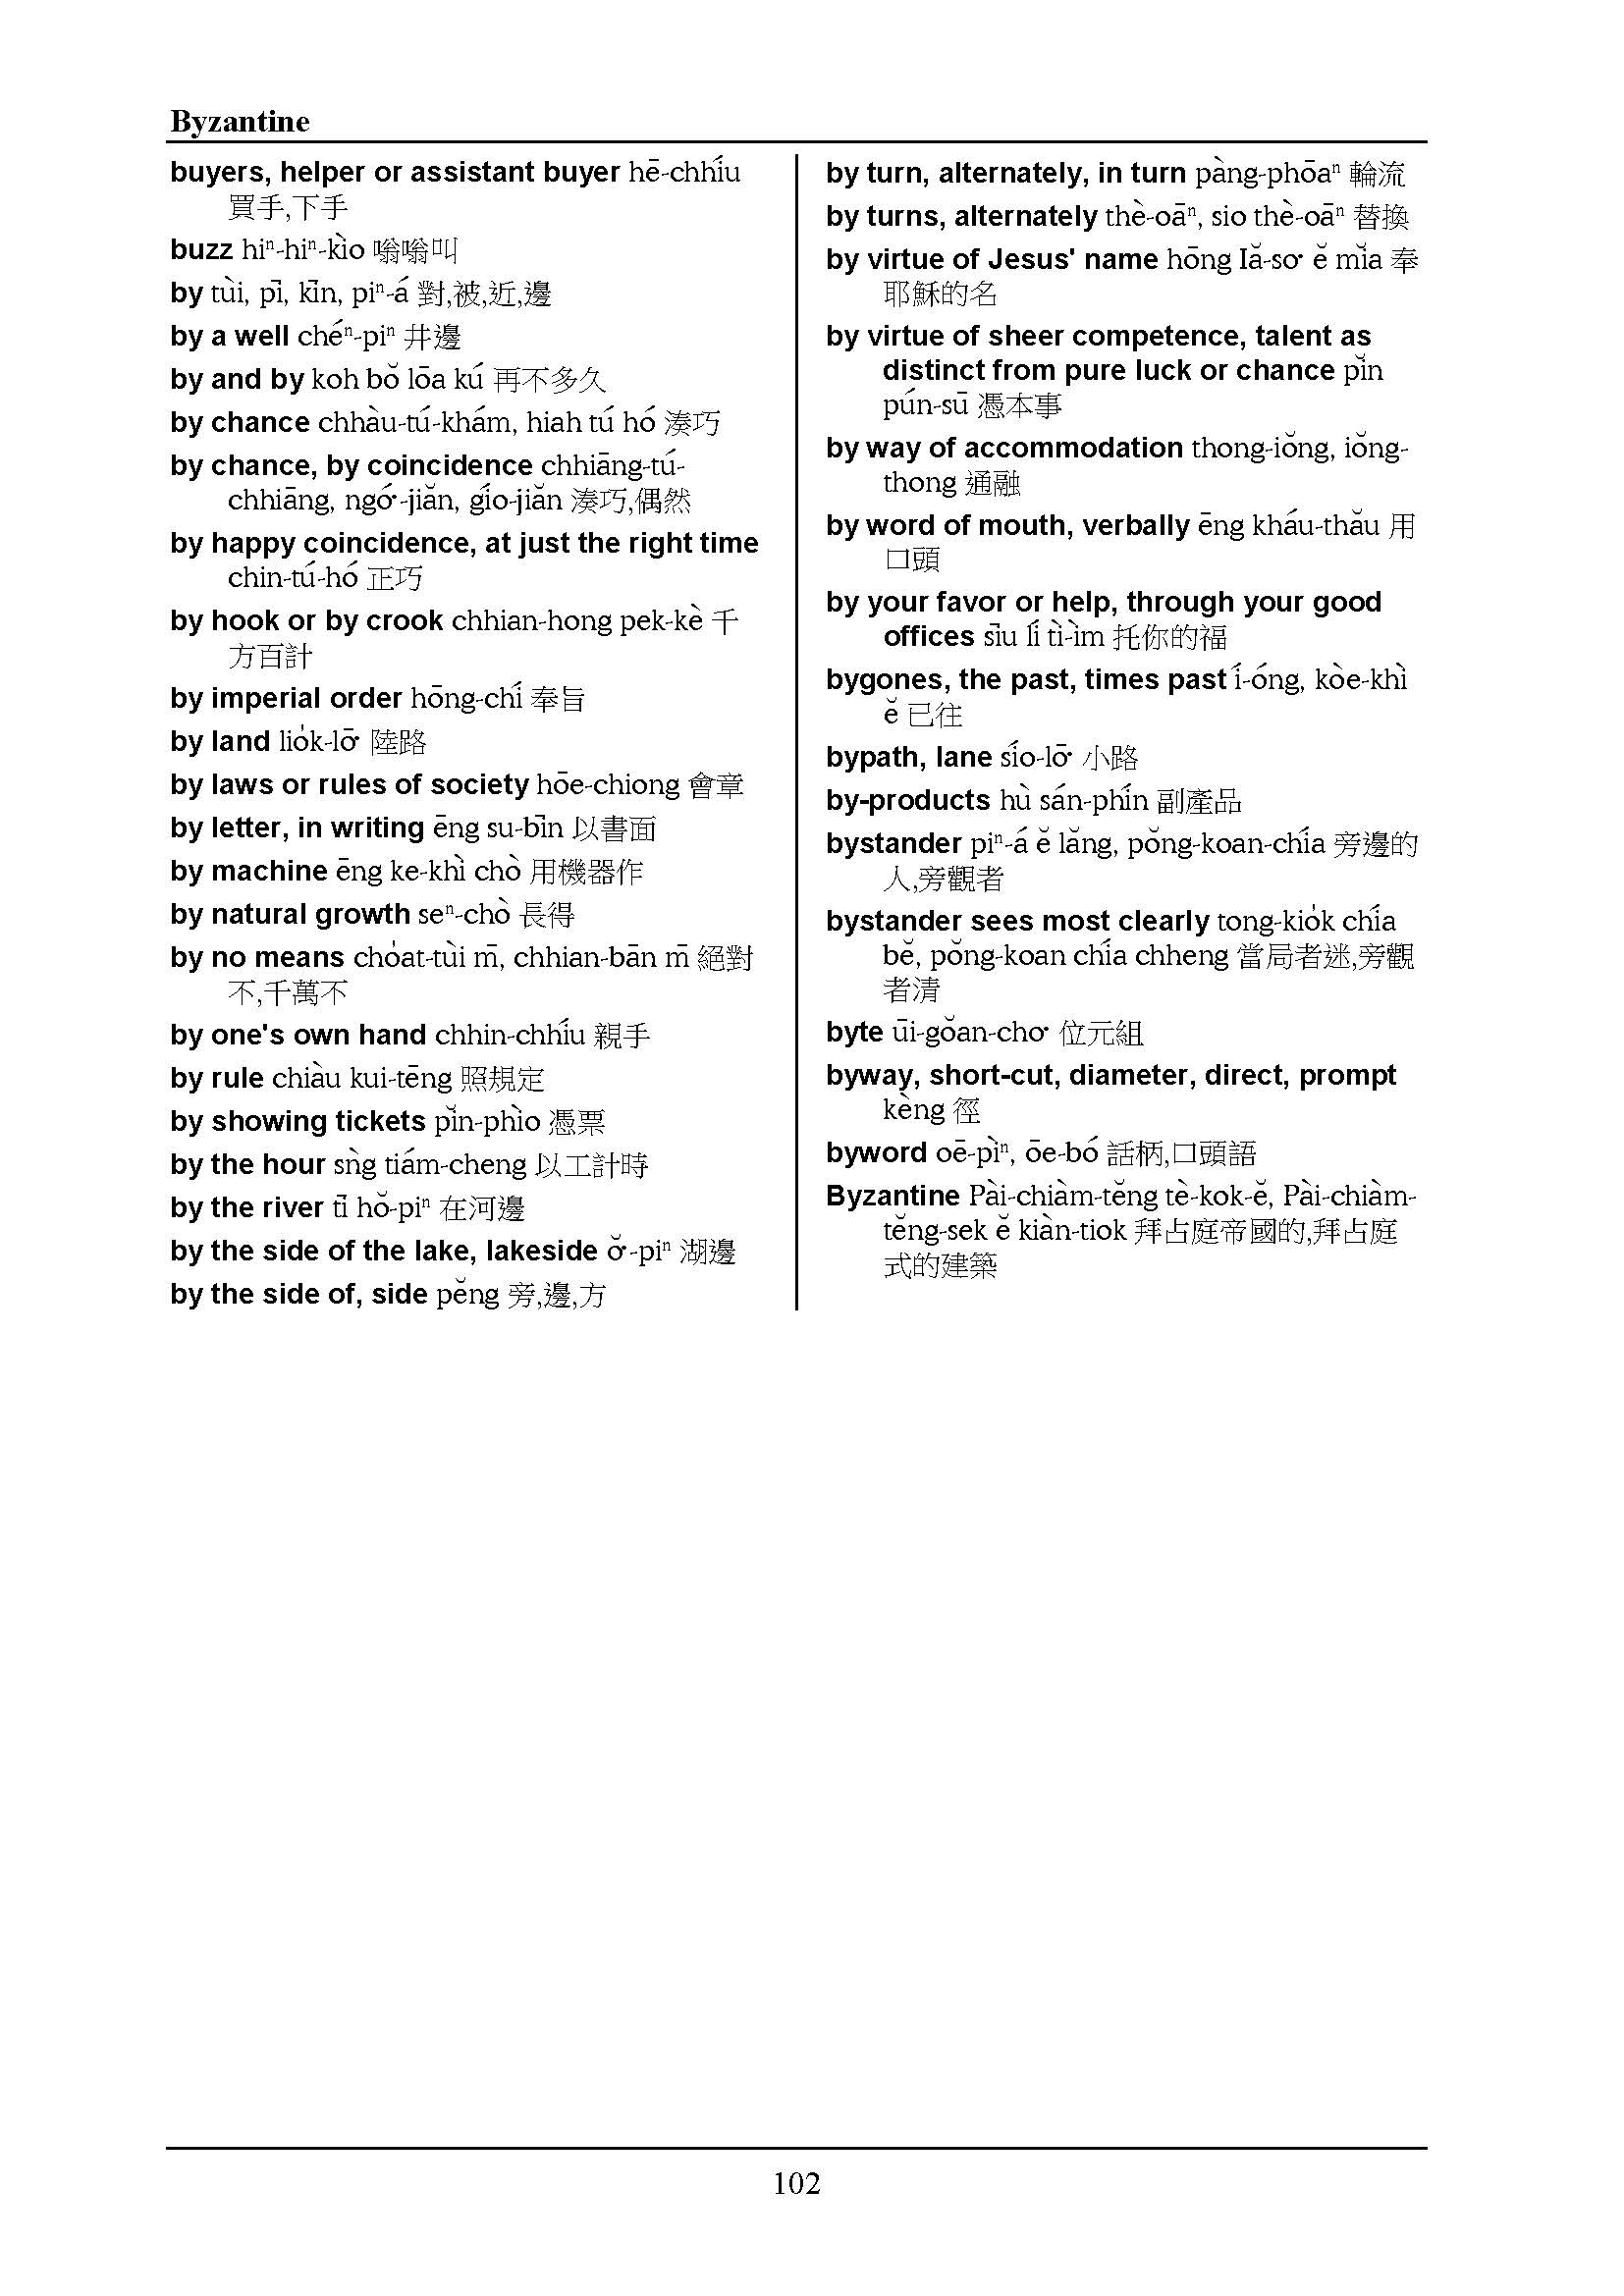 Byzantine
buyers, helper or assistant buyer hē-chhíu
買手,下手
buzz hiⁿ-hiⁿ-kìo 嗡嗡叫
by tùi, pī, kīn, piⁿ-á 對,被,近,邊
by a well chéⁿ-piⁿ 井邊
by and by koh bŏ lōa kú 再不多久
by chance chhàu-tú-khám, hiah tú hó 湊巧
by chance, by coincidence chhiāng-tú-
chhiāng, ngó͘-jiăn, gío-jiăn 湊巧,偶然
by happy coincidence, at just the right time
chin-tú-hó 正巧
by hook or by crook chhian-hong pek-kè 千
方百計
by imperial order hōng-chí 奉旨
by land lio̍k-lō͘ 陸路
by laws or rules of society hōe-chiong 會章
by letter, in writing ēng su-bīn 以書面
by machine ēng ke-khì chò 用機器作
by natural growth seⁿ-chò 長得
by no means cho̍at-tùi m̄, chhian-bān m̄ 絕對
不,千萬不
by one's own hand chhin-chhíu 親手
by rule chiàu kui-tēng 照規定
by showing tickets pĭn-phìo 憑票
by the hour sǹg tiám-cheng 以工計時
by the river tī hŏ-piⁿ 在河邊
by the side of the lake, lakeside ŏ͘-piⁿ 湖邊
by the side of, side pĕng 旁,邊,方
by turn, alternately, in turn pàng-phōaⁿ 輪流
by turns, alternately thè-oāⁿ, sio thè-oāⁿ 替換
by virtue of Jesus' name hōng Iă-so͘ ĕ mĭa 奉
耶穌的名
by virtue of sheer competence, talent as
distinct from pure luck or chance pĭn
pún-sū 憑本事
by way of accommodation thong-iŏng, iŏng-
thong 通融
by word of mouth, verbally ēng kháu-thău 用
口頭
by your favor or help, through your good
offices sīu lí tì-ìm 托你的福
bygones, the past, times past í-óng, kòe-khì
ĕ 已往
bypath, lane sío-lō͘ 小路
by-products hù sán-phín 副產品
bystander piⁿ-á ĕ lăng, pŏng-koan-chía 旁邊的
人,旁觀者
bystander sees most clearly tong-kio̍k chía
bĕ, pŏng-koan chía chheng 當局者迷,旁觀
者清
byte ūi-gŏan-cho͘ 位元組
byway, short-cut, diameter, direct, prompt
kèng 徑
byword oē-pìⁿ, ōe-bó 話柄,口頭語
Byzantine Pài-chiàm-tĕng tè-kok-ĕ, Pài-chiàm-
tĕng-sek ĕ kiàn-tiok 拜占庭帝國的,拜占庭
式的建築
102